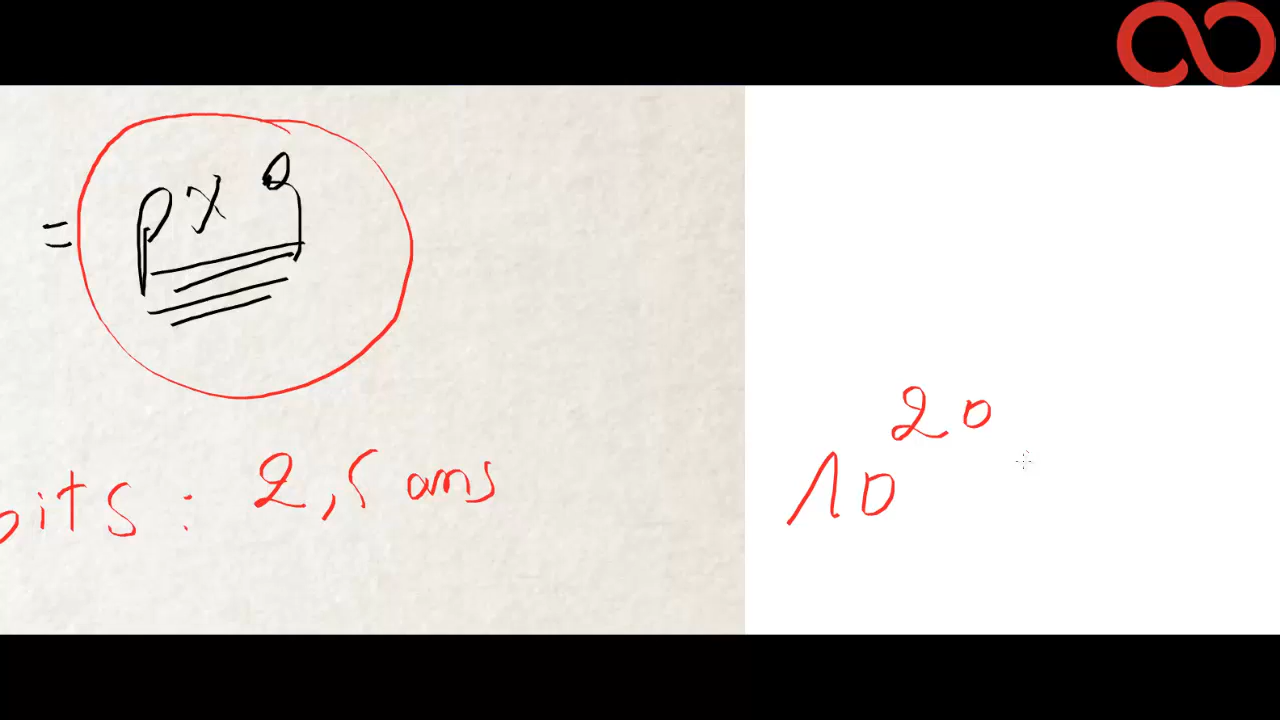 = p x q
bits : 2,5 ans
10^20